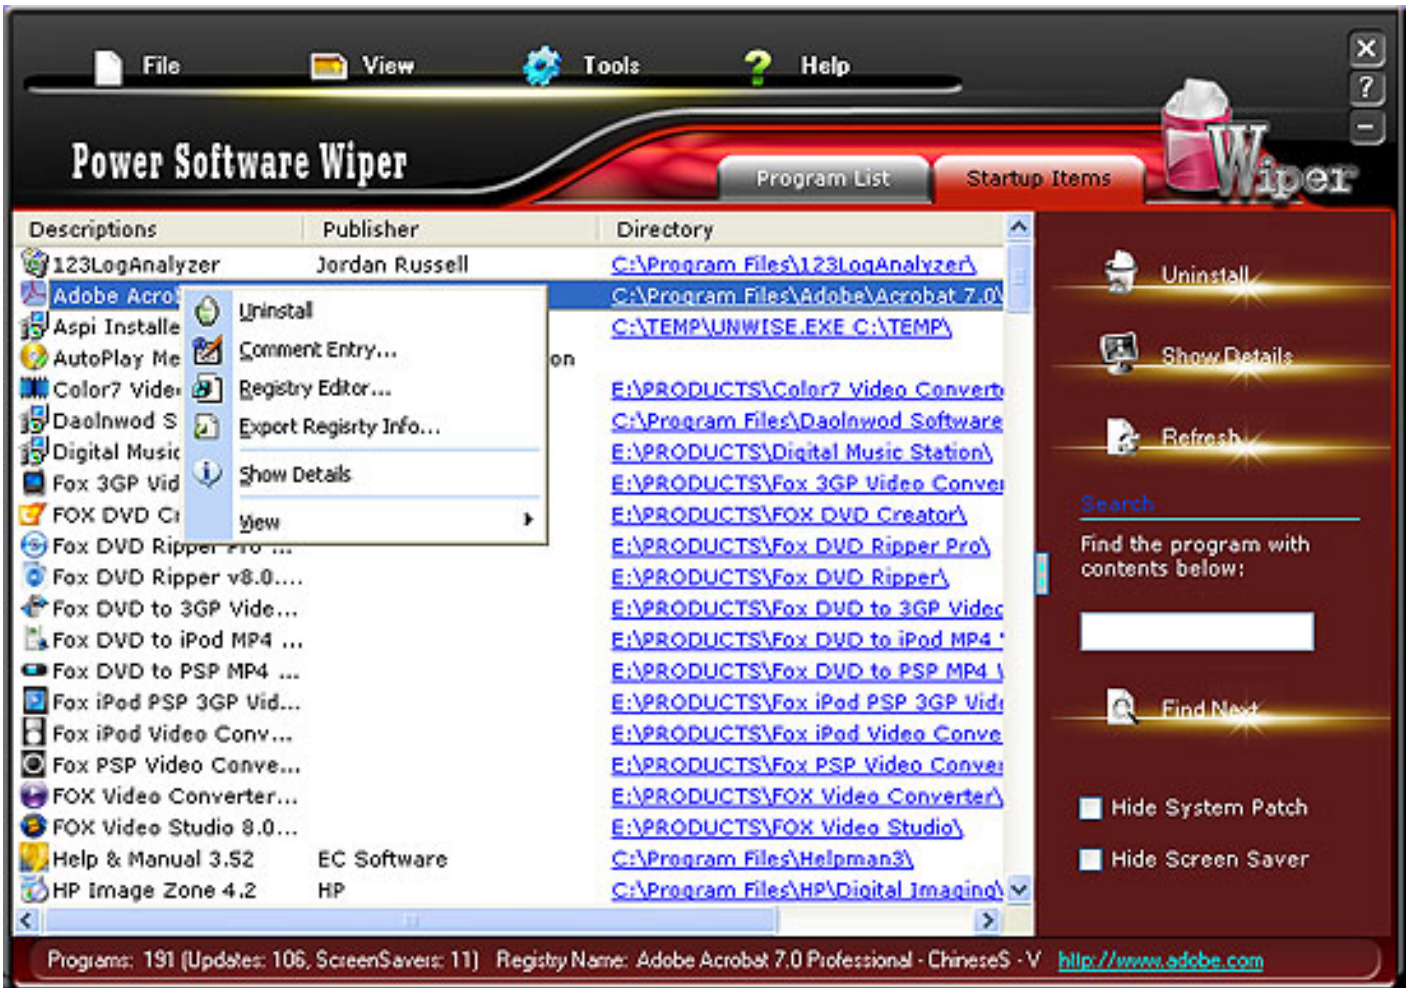 File View Tools Help
Power Software Wiper
Program List Startup Items
Wiper
Descriptions Publisher Directory
123LogAnalyzer Jordan Russell C:\Program Files\123LogAnalyzer\
Adobe Acro C:\Program Files\Adobe\Acrobat 7.0\
Aspi Installe C:\TEMP\UNWISE.EXE C:\TEMP\
AutoPlay Me on
Color7 Vide E:\PRODUCTS\Color7 Video Converte
Daolnwod S C:\Program Files\Daolnwod Software
Digital Music E:\PRODUCTS\Digital Music Station\
Fox 3GP Vid E:\PRODUCTS\Fox 3GP Video Conver
FOX DVD Cr E:\PRODUCTS\FOX DVD Creator\
Fox DVD Ripper Pro ... E:\PRODUCTS\Fox DVD Ripper Pro\
Fox DVD Ripper v8.0.... E:\PRODUCTS\Fox DVD Ripper\
Fox DVD to 3GP Vide... E:\PRODUCTS\Fox DVD to 3GP Video
Fox DVD to iPod MP4 ... E:\PRODUCTS\Fox DVD to iPod MP4
Fox DVD to PSP MP4 ... E:\PRODUCTS\Fox DVD to PSP MP4
Fox iPod PSP 3GP Vid... E:\PRODUCTS\Fox iPod PSP 3GP Vide
Fox iPod Video Conv... E:\PRODUCTS\Fox iPod Video Conve
Fox PSP Video Conve... E:\PRODUCTS\Fox PSP Video Conver
FOX Video Converter... E:\PRODUCTS\FOX Video Converter\
FOX Video Studio 8.0... E:\PRODUCTS\FOX Video Studio\
Help & Manual 3.52 EC Software C:\Program Files\Helpman3\
HP Image Zone 4.2 HP C:\Program Files\HP\Digital Imaging\
Uninstall
Comment Entry...
Registry Editor...
Export Regisrty Info...
Show Details
View
Uninstall
Show Details
Refresh
Search
Find the program with
contents below:
Find Next
Hide System Patch
Hide Screen Saver
Programs: 191 (Updates: 106, ScreenSavers: 11) Registry Name: Adobe Acrobat 7.0 Professional - ChineseS - V http://www.adobe.com